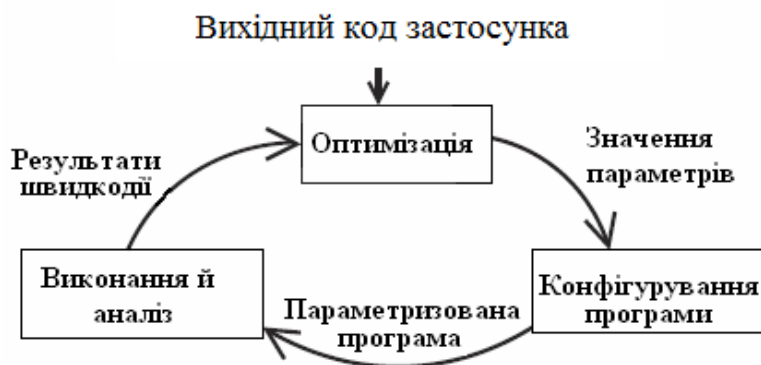 Вихідний код застосунка
Оптимізація
Значення
параметрів
Конфігурування
програми
Параметризована
програма
Виконання й
аналіз
Результати
швидкодії